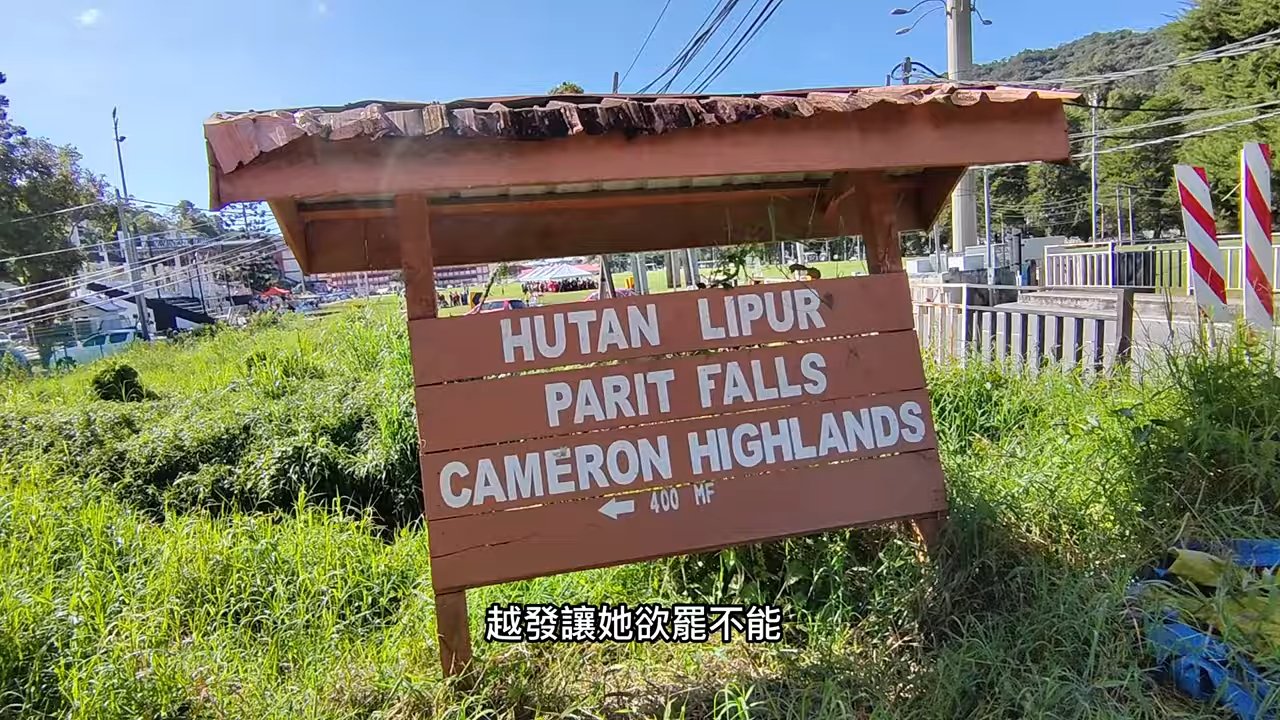 HUTAN LIPUR
PARIT FALLS
CAMERON HIGHLANDS
400 MF
越發讓她欲罷不能